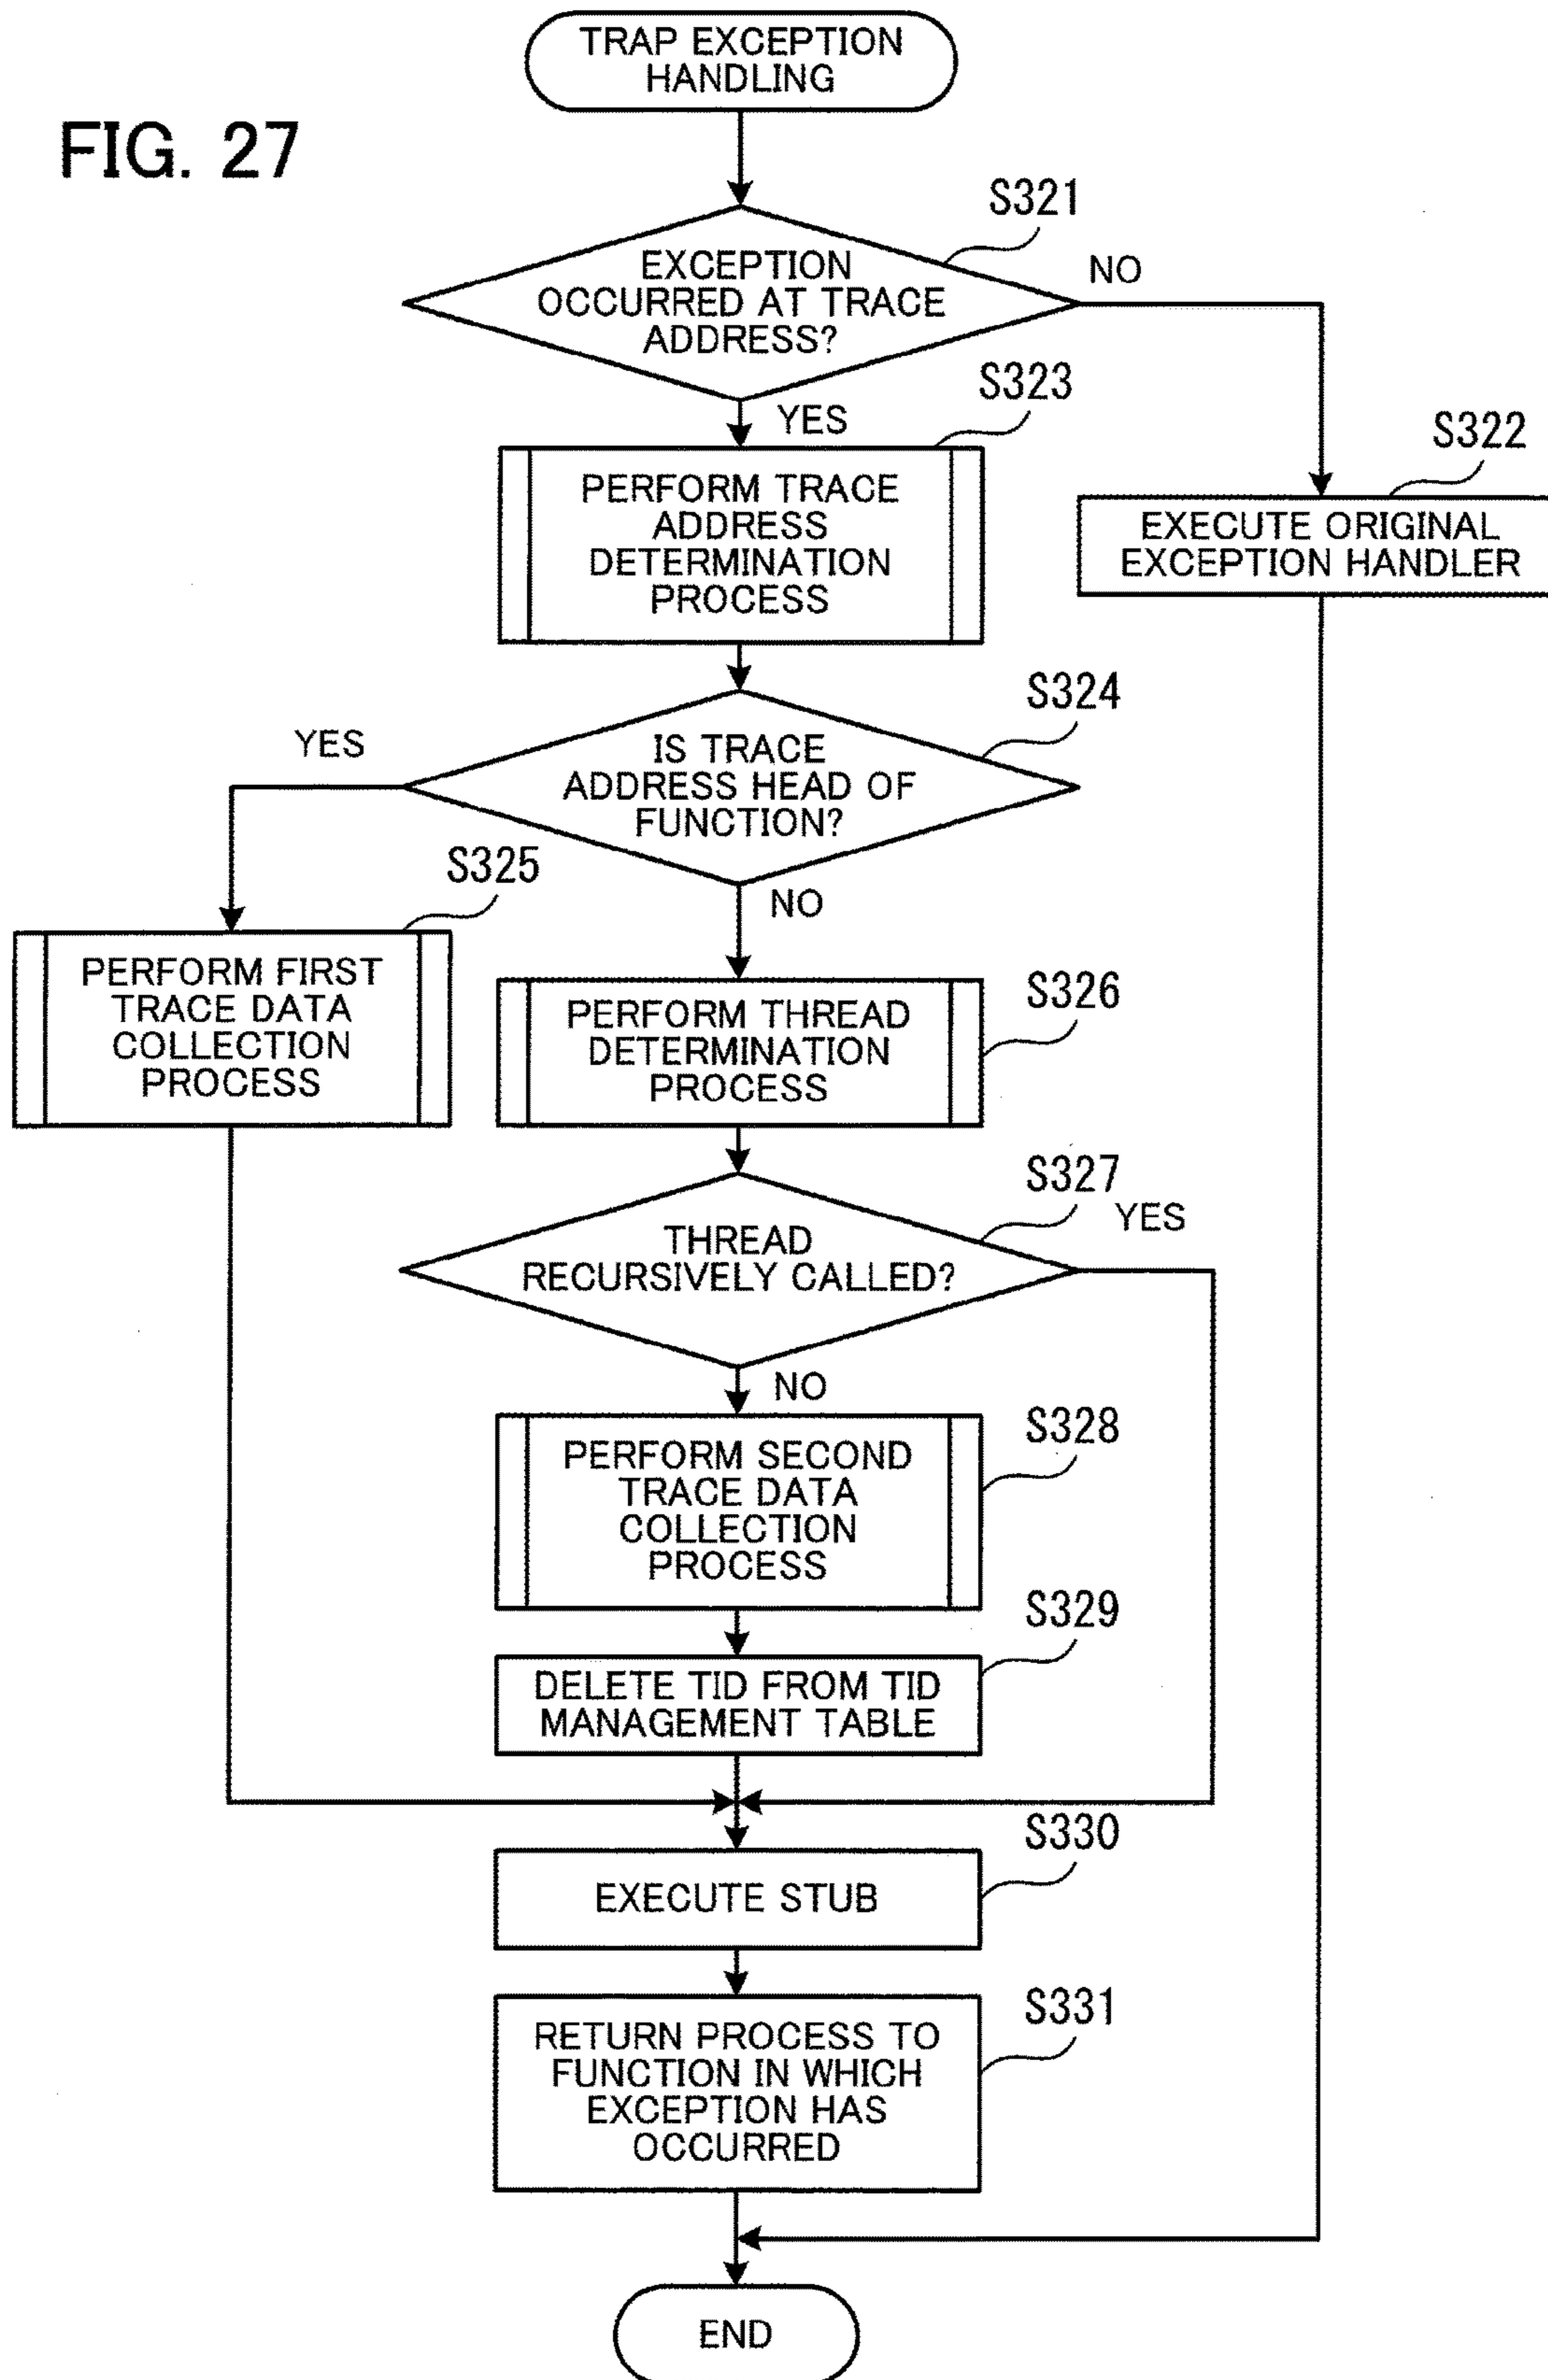 TRAP EXCEPTION
HANDLING
FIG. 27
S321
EXCEPTION
OCCURRED AT TRACE
ADDRESS?
NO
YES
S323
S322
PERFORM TRACE
ADDRESS
DETERMINATION
PROCESS
EXECUTE ORIGINAL
EXCEPTION HANDLER
S324
YES
IS TRACE
ADDRESS HEAD OF
FUNCTION?
NO
S325
PERFORM FIRST
TRACE DATA
COLLECTION
PROCESS
S326
PERFORM THREAD
DETERMINATION
PROCESS
S327
YES
THREAD
RECURSIVELY CALLED?
NO
S328
PERFORM SECOND
TRACE DATA
COLLECTION
PROCESS
S329
DELETE TID FROM TID
MANAGEMENT TABLE
S330
EXECUTE STUB
S331
RETURN PROCESS TO
FUNCTION IN WHICH
EXCEPTION HAS
OCCURRED
END